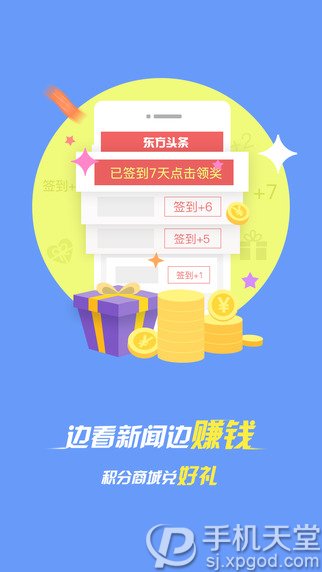 东方头条
+2
已签到7天点击领奖
签到+
签到+6
+7
签到+5
签到+1
边看新闻边赚钱
积分商城兑好礼
手机天堂
sj.xpgod.com